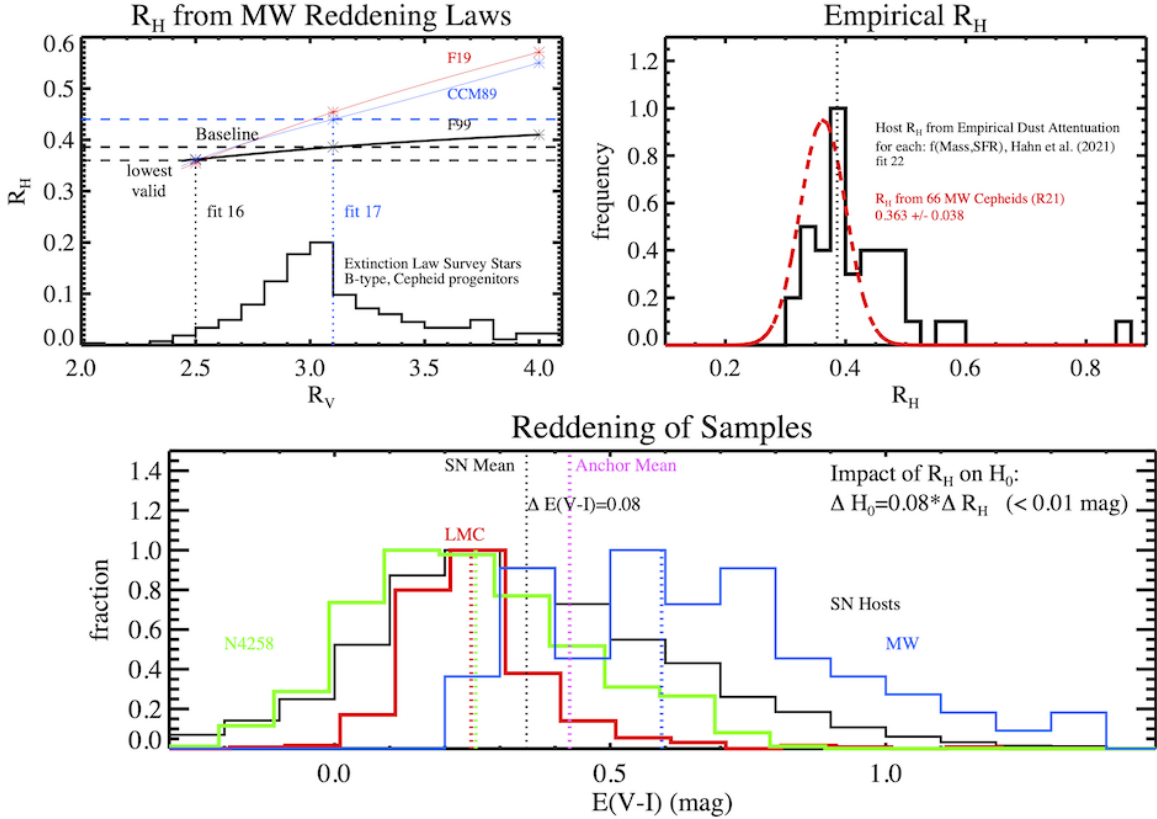 R_H from MW Reddening Laws
0.6
0.5
0.4
0.3
0.2
0.1
0.0
R_H
F19
CCM89
F99
Baseline
lowest
valid
fit 16
fit 17
Extinction Law Survey Stars
B-type, Cepheid progenitors
2.0 2.5 3.0 3.5 4.0
R_V
Empirical R_H
1.2
1.0
0.8
0.6
0.4
0.2
0.0
frequency
Host R_H from Empirical Dust Attentuation
for each: f(Mass,SFR), Hahn et al. (2021)
fit 22
R_H from 66 MW Cepheids (R21)
0.363 +/- 0.038
0.2 0.4 0.6 0.8
R_H
Reddening of Samples
1.4
1.2
1.0
0.8
0.6
0.4
0.2
0.0
fraction
SN Mean
Anchor Mean
Δ E(V-I)=0.08
Impact of R_H on H_0:
Δ H_0=0.08*Δ R_H (< 0.01 mag)
LMC
N4258
SN Hosts
MW
0.0 0.5 1.0
E(V-I) (mag)